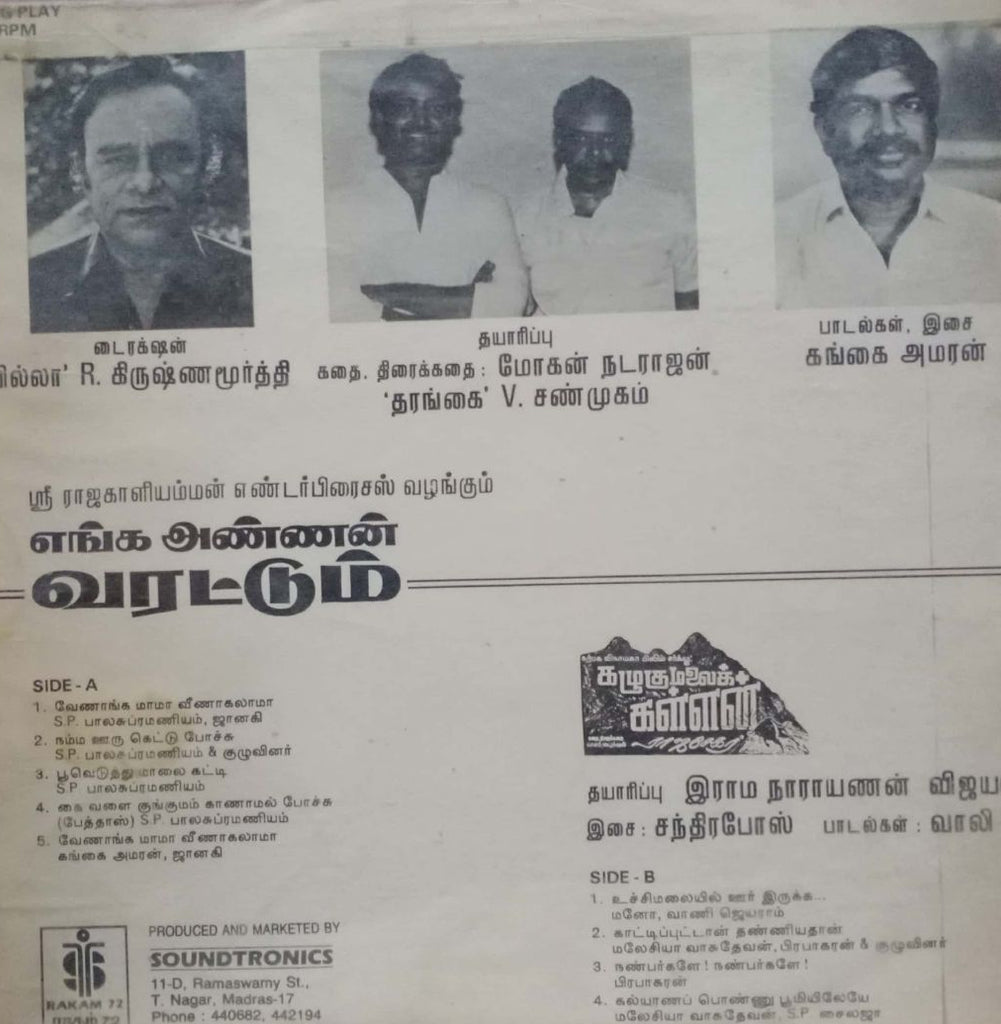 PLAY
RPM
டைரக்ஷன்
தயாரிப்பு
பாடல்கள், இசை
R. கிருஷ்ணமூர்த்தி
கதை, திரைக்கதை : மோகன் நடராஜன்
கங்கை அமரன்
'தரங்கை' V. சண்முகம்
ஸ்ரீ ராஜகாளியம்மன் எண்டர்பிரைசஸ் வழங்கும்
எங்க அண்ணன்
வரட்டும்
SIDE - A
1. வேணாங்க மாமா வீணாகலாமா
S.P. பாலசுப்ரமணியம், ஜானகி
2. நம்ம ஊரு கெட்டு போச்சு
S.P. பாலசுப்ரமணியம் & குழுவினர்
3. பூவெடுத்து மாலை கட்டி
S.P. பாலசுப்ரமணியம்
4. கை வளை குங்குமம் காணாமல் போச்சு
(பேத்தாஸ்) S.P. பாலசுப்ரமணியம்
5. வேணாங்க மாமா வீணாகலாமா
கங்கை அமரன், ஜானகி
கழுகுமலைக்
கள்ளன்
தயாரிப்பு இராம நாராயணன் விஜய
இசை : சந்திரபோஸ் பாடல்கள் : வாலி
SIDE - B
1. உச்சிமலையில் ஊர் இருக்க...
மனோ, வாணி ஜெயராம்
2. காட்டிப்புட்டான் தண்ணியதான்
மலேசியா வாசுதேவன், பிரபாகரன் & குழுவினர்
3. நண்பர்களே ! நண்பர்களே !
பிரபாகரன்
4. கல்யாணப் பொண்ணு பூமியிலேயே
மலேசியா வாசுதேவன், S.P. சைலஜா
PRODUCED AND MARKETED BY
SOUNDTRONICS
11-D, Ramaswamy St.,
T. Nagar, Madras-17
Phone : 440682, 442194
RAKAM 72